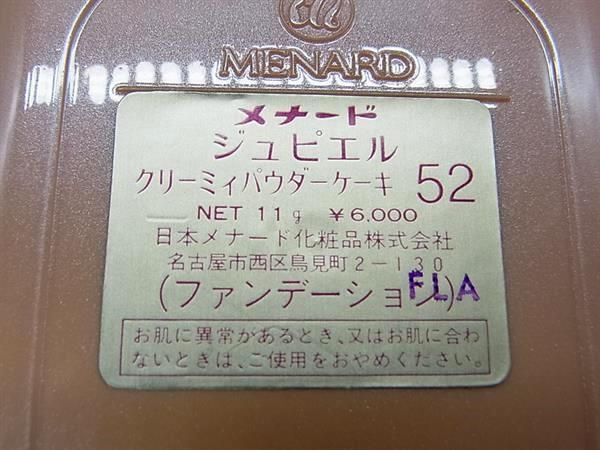 MENARD
メナード
ジュピエル
クリーミィパウダーケーキ 52
NET 11g ¥6,000
日本メナード化粧品株式会社
名古屋市西区鳥見町2-130
(ファンデーション) FLA
お肌に異常があるとき、又はお肌に合わ
ないときは、ご使用をおやめください。